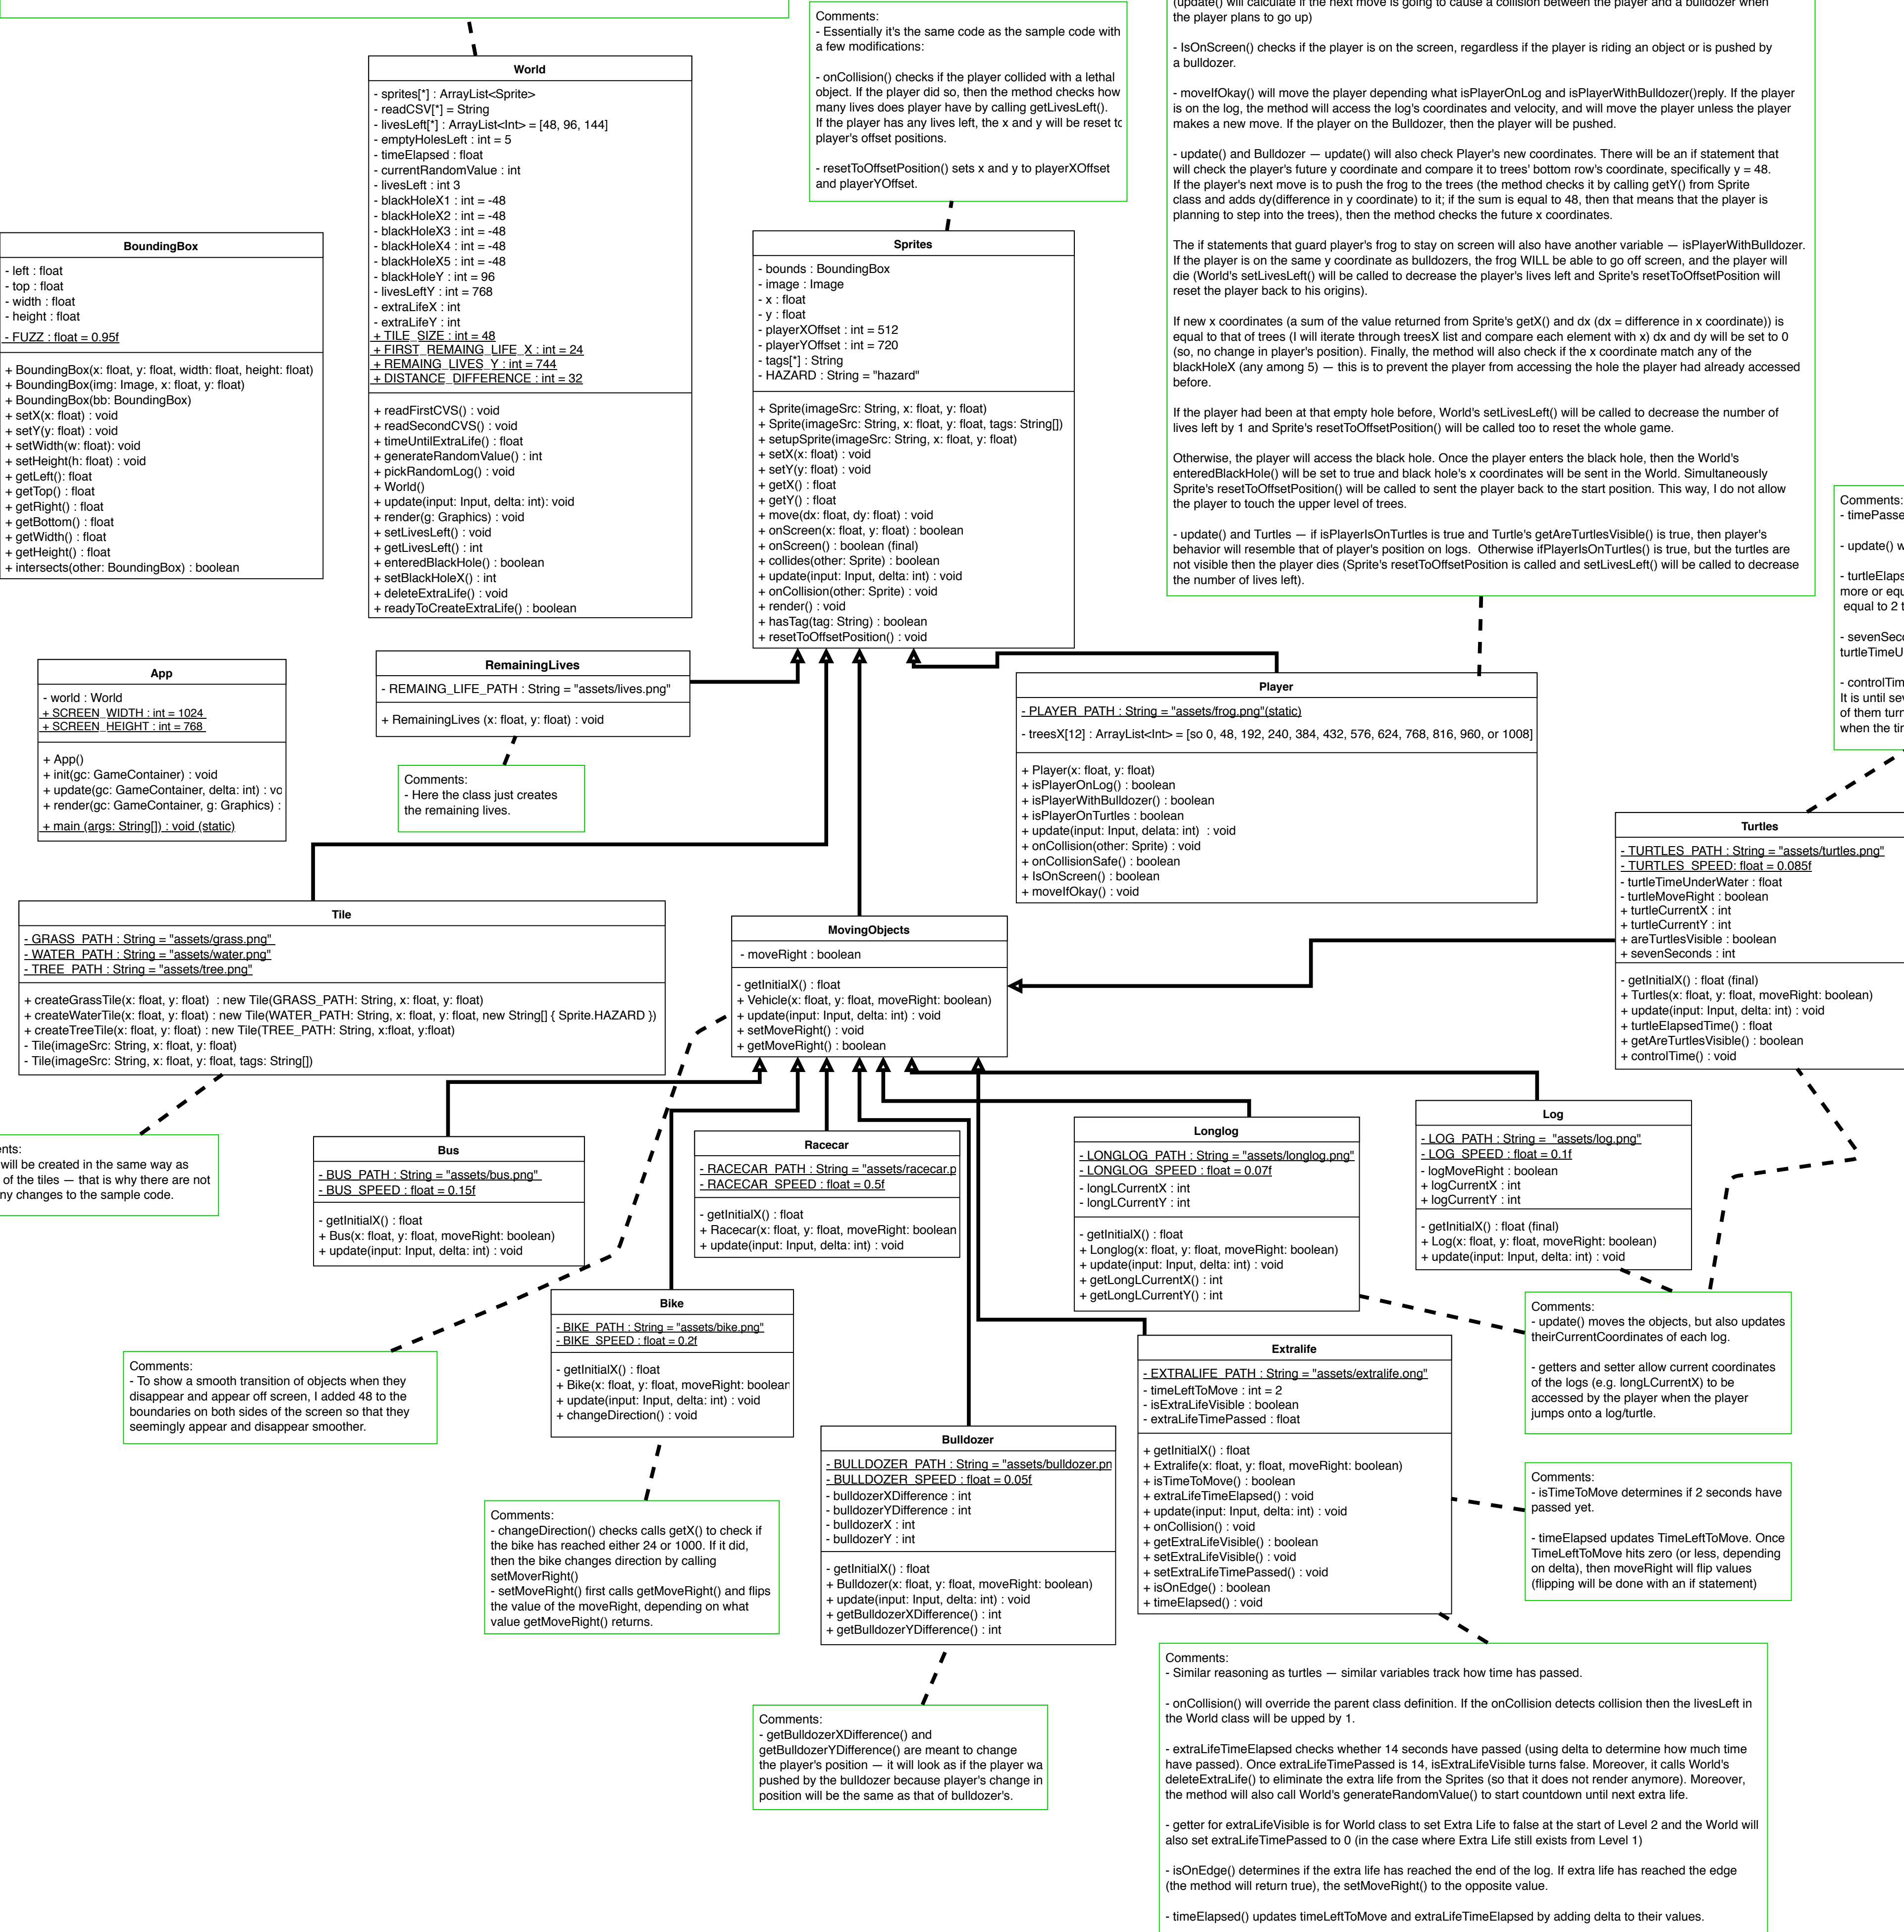 Comments:
- Essentially it's the same code as the sample code with
a few modifications:
- onCollision() checks if the player collided with a lethal
object. If the player did so, then the method checks how
many lives does player have by calling getLivesLeft().
If the player has any lives left, the x and y will be reset to
player's offset positions.
- resetToOffsetPosition() sets x and y to playerXOffset
and playerYOffset.
(update() will calculate if the next move is going to cause a collision between the player and a bulldozer when
the player plans to go up)
- IsOnScreen() checks if the player is on the screen, regardless if the player is riding an object or is pushed by
a bulldozer.
- moveIfOkay() will move the player depending what isPlayerOnLog and isPlayerWithBulldozer()reply. If the player
is on the log, the method will access the log's coordinates and velocity, and will move the player unless the player
makes a new move. If the player on the Bulldozer, then the player will be pushed.
- update() and Bulldozer — update() will also check Player's new coordinates. There will be an if statement that
will check the player's future y coordinate and compare it to trees' bottom row's coordinate, specifically y = 48.
If the player's next move is to push the frog to the trees (the method checks it by calling getY() from Sprite
class and adds dy(difference in y coordinate) to it; if the sum is equal to 48, then that means that the player is
planning to step into the trees), then the method checks the future x coordinates.
The if statements that guard player's frog to stay on screen will also have another variable — isPlayerWithBulldozer.
If the player is on the same y coordinate as bulldozers, the frog WILL be able to go off screen, and the player will
die (World's setLivesLeft() will be called to decrease the player's lives left and Sprite's resetToOffsetPosition will
reset the player back to his origins).
If new x coordinates (a sum of the value returned from Sprite's getX() and dx (dx = difference in x coordinate)) is
equal to that of trees (I will iterate through treesX list and compare each element with x) dx and dy will be set to 0
(so, no change in player's position). Finally, the method will also check if the x coordinate match any of the
blackHoleX (any among 5) — this is to prevent the player from accessing the hole the player had already accessed
before.
If the player had been at that empty hole before, World's setLivesLeft() will be called to decrease the number of
lives left by 1 and Sprite's resetToOffsetPosition() will be called too to reset the whole game.
Otherwise, the player will access the black hole. Once the player enters the black hole, then the World's
enteredBlackHole() will be set to true and black hole's x coordinates will be sent in the World. Simultaneously
Sprite's resetToOffsetPosition() will be called to sent the player back to the start position. This way, I do not allow
the player to touch the upper level of trees.
- update() and Turtles — if isPlayerIsOnTurtles is true and Turtle's getAreTurtlesVisible() is true, then player's
behavior will resemble that of player's position on logs.  Otherwise ifPlayerIsOnTurtles() is true, but the turtles are
not visible then the player dies (Sprite's resetToOffsetPosition is called and setLivesLeft() will be called to decrease
the number of lives left).
World
- sprites[*] : ArrayList<Sprite>
- readCSV[*] = String
- livesLeft[*] : ArrayList<Int> = [48, 96, 144]
- emptyHolesLeft : int = 5
- timeElapsed : float
- currentRandomValue : int
- livesLeft : int 3
- blackHoleX1 : int = -48
- blackHoleX2 : int = -48
- blackHoleX3 : int = -48
- blackHoleX4 : int = -48
- blackHoleX5 : int = -48
- blackHoleY : int = 96
- livesLeftY : int = 768
- extraLifeX : int
- extraLifeY : int
+ TILE_SIZE : int = 48
+ FIRST_REMAING_LIFE_X : int = 24
+ REMAING_LIVES_Y : int = 744
+ DISTANCE_DIFFERENCE : int = 32
+ readFirstCVS() : void
+ readSecondCVS() : void
+ timeUntilExtraLife() : float
+ generateRandomValue() : int
+ pickRandomLog() : void
+ World()
+ update(input: Input, delta: int): void
+ render(g: Graphics) : void
+ setLivesLeft() : void
+ getLivesLeft() : int
+ enteredBlackHole() : boolean
+ setBlackHoleX() : int
+ deleteExtraLife() : void
+ readyToCreateExtraLife() : boolean
BoundingBox
- left : float
- top : float
- width : float
- height : float
- FUZZ : float = 0.95f
+ BoundingBox(x: float, y: float, width: float, height: float)
+ BoundingBox(img: Image, x: float, y: float)
+ BoundingBox(bb: BoundingBox)
+ setX(x: float) : void
+ setY(y: float) : void
+ setWidth(w: float): void
+ setHeight(h: float) : void
+ getLeft(): float
+ getTop() : float
+ getRight() : float
+ getBottom() : float
+ getWidth() : float
+ getHeight() : float
+ intersects(other: BoundingBox) : boolean
Sprites
- bounds : BoundingBox
- image : Image
- x : float
- y : float
- playerXOffset : int = 512
- playerYOffset : int = 720
- tags[*] : String
- HAZARD : String = "hazard"
+ Sprite(imageSrc: String, x: float, y: float)
+ Sprite(imageSrc: String, x: float, y: float, tags: String[])
+ setupSprite(imageSrc: String, x: float, y: float)
+ setX(x: float) : void
+ setY(y: float) : void
+ getX() : float
+ getY() : float
+ move(dx: float, dy: float) : void
+ onScreen(x: float, y: float) : boolean
+ onScreen() : boolean (final)
+ collides(other: Sprite) : boolean
+ update(input: Input, delta: int) : void
+ onCollision(other: Sprite) : void
+ render() : void
+ hasTag(tag: String) : boolean
+ resetToOffsetPosition() : void
Comments:
- timePasse
- update() w
- turtleElaps
more or equ
equal to 2 t
- sevenSeco
turtleTimeU
- controlTim
It is until sev
of them turn
when the tim
App
- world : World
+ SCREEN_WIDTH : int = 1024
+ SCREEN_HEIGHT : int = 768
+ App()
+ init(gc: GameContainer) : void
+ update(gc: GameContainer, delta: int) : vo
+ render(gc: GameContainer, g: Graphics) :
+ main (args: String[]) : void (static)
RemainingLives
- REMAING_LIFE_PATH : String = "assets/lives.png"
+ RemainingLives (x: float, y: float) : void
Comments:
- Here the class just creates
the remaining lives.
Player
- PLAYER_PATH : String = "assets/frog.png"(static)
- treesX[12] : ArrayList<Int> = [so 0, 48, 192, 240, 384, 432, 576, 624, 768, 816, 960, or 1008]
+ Player(x: float, y: float)
+ isPlayerOnLog() : boolean
+ isPlayerWithBulldozer() : boolean
+ isPlayerOnTurtles : boolean
+ update(input: Input, delata: int)  : void
+ onCollision(other: Sprite) : void
+ onCollisionSafe() : boolean
+ IsOnScreen() : boolean
+ moveIfOkay() : void
Turtles
- TURTLES_PATH : String = "assets/turtles.png"
- TURTLES_SPEED: float = 0.085f
- turtleTimeUnderWater : float
- turtleMoveRight : boolean
+ turtleCurrentX : int
+ turtleCurrentY : int
+ areTurtlesVisible : boolean
+ sevenSeconds : int
- getInitialX() : float (final)
+ Turtles(x: float, y: float, moveRight: boolean)
+ update(input: Input, delta: int) : void
+ turtleElapsedTime() : float
+ getAreTurtlesVisible() : boolean
+ controlTime() : void
Tile
- GRASS_PATH : String = "assets/grass.png"
- WATER_PATH : String = "assets/water.png"
- TREE_PATH : String = "assets/tree.png"
+ createGrassTile(x: float, y: float)  : new Tile(GRASS_PATH: String, x: float, y: float)
+ createWaterTile(x: float, y: float) : new Tile(WATER_PATH: String, x: float, y: float, new String[] { Sprite.HAZARD })
+ createTreeTile(x: float, y: float) : new Tile(TREE_PATH: String, x:float, y:float)
- Tile(imageSrc: String, x: float, y: float)
- Tile(imageSrc: String, x: float, y: float, tags: String[])
MovingObjects
- moveRight : boolean
- getInitialX() : float
+ Vehicle(x: float, y: float, moveRight: boolean)
+ update(input: Input, delta: int) : void
+ setMoveRight() : void
+ getMoveRight() : boolean
ents:
will be created in the same way as
of the tiles — that is why there are not
ny changes to the sample code.
Bus
- BUS_PATH : String = "assets/bus.png"
- BUS_SPEED : float = 0.15f
- getInitialX() : float
+ Bus(x: float, y: float, moveRight: boolean)
+ update(input: Input, delta: int) : void
Racecar
- RACECAR_PATH : String = "assets/racecar.p
- RACECAR_SPEED : float = 0.5f
- getInitialX() : float
+ Racecar(x: float, y: float, moveRight: boolean
+ update(input: Input, delta: int) : void
Longlog
- LONGLOG_PATH : String = "assets/longlog.png"
- LONGLOG_SPEED : float = 0.07f
- longLCurrentX : int
- longLCurrentY : int
- getInitialX() : float
+ Longlog(x: float, y: float, moveRight: boolean)
+ update(input: Input, delta: int) : void
+ getLongLCurrentX() : int
+ getLongLCurrentY() : int
Log
- LOG_PATH : String =  "assets/log.png"
- LOG_SPEED : float = 0.1f
- logMoveRight : boolean
+ logCurrentX : int
+ logCurrentY : int
- getInitialX() : float (final)
+ Log(x: float, y: float, moveRight: boolean)
+ update(input: Input, delta: int) : void
Bike
- BIKE_PATH : String = "assets/bike.png"
- BIKE_SPEED : float = 0.2f
- getInitialX() : float
+ Bike(x: float, y: float, moveRight: boolean
+ update(input: Input, delta: int) : void
+ changeDirection() : void
Comments:
- To show a smooth transition of objects when they
disappear and appear off screen, I added 48 to the
boundaries on both sides of the screen so that they
seemingly appear and disappear smoother.
Comments:
- update() moves the objects, but also updates
theirCurrentCoordinates of each log.
- getters and setter allow current coordinates
of the logs (e.g. longLCurrentX) to be
accessed by the player when the player
jumps onto a log/turtle.
Extralife
- EXTRALIFE_PATH : String = "assets/extralife.ong"
- timeLeftToMove : int = 2
- isExtraLifeVisible : boolean
- extraLifeTimePassed : float
+ getInitialX() : float
+ Extralife(x: float, y: float, moveRight: boolean)
+ isTimeToMove() : boolean
+ extraLifeTimeElapsed() : void
+ update(input: Input, delta: int) : void
+ onCollision() : void
+ getExtraLifeVisible() : boolean
+ setExtraLifeVisible() : void
+ setExtraLifeTimePassed() : void
+ isOnEdge() : boolean
+ timeElapsed() : void
Bulldozer
- BULLDOZER_PATH : String = "assets/bulldozer.pn
- BULLDOZER_SPEED : float = 0.05f
- bulldozerXDifference : int
- bulldozerYDifference : int
- bulldozerX : int
- bulldozerY : int
- getInitialX() : float
+ Bulldozer(x: float, y: float, moveRight: boolean)
+ update(input: Input, delta: int) : void
+ getBulldozerXDifference() : int
+ getBulldozerYDifference() : int
Comments:
- isTimeToMove determines if 2 seconds have
passed yet.
- timeElapsed updates TimeLeftToMove. Once
TimeLeftToMove hits zero (or less, depending
on delta), then moveRight will flip values
(flipping will be done with an if statement)
Comments:
- changeDirection() checks calls getX() to check if
the bike has reached either 24 or 1000. If it did,
then the bike changes direction by calling
setMoverRight()
- setMoveRight() first calls getMoveRight() and flips
the value of the moveRight, depending on what
value getMoveRight() returns.
Comments:
- getBulldozerXDifference() and
getBulldozerYDifference() are meant to change
the player's position — it will look as if the player wa
pushed by the bulldozer because player's change in
position will be the same as that of bulldozer's.
Comments:
- Similar reasoning as turtles — similar variables track how time has passed.
- onCollision() will override the parent class definition. If the onCollision detects collision then the livesLeft in
the World class will be upped by 1.
- extraLifeTimeElapsed checks whether 14 seconds have passed (using delta to determine how much time
have passed). Once extraLifeTimePassed is 14, isExtraLifeVisible turns false. Moreover, it calls World's
deleteExtraLife() to eliminate the extra life from the Sprites (so that it does not render anymore). Moreover,
the method will also call World's generateRandomValue() to start countdown until next extra life.
- getter for extraLifeVisible is for World class to set Extra Life to false at the start of Level 2 and the World will
also set extraLifeTimePassed to 0 (in the case where Extra Life still exists from Level 1)
- isOnEdge() determines if the extra life has reached the end of the log. If extra life has reached the edge
(the method will return true), the setMoveRight() to the opposite value.
- timeElapsed() updates timeLeftToMove and extraLifeTimeElapsed by adding delta to their values.